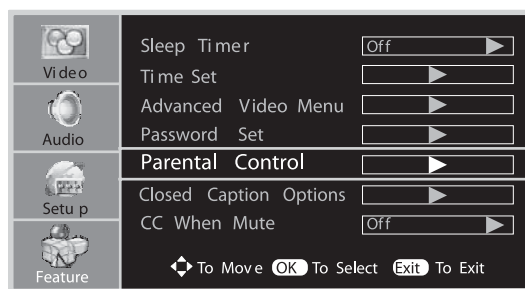 Video
Audio
Setup
Feature
Sleep Timer Off
Time Set
Advanced Video Menu
Password Set
Parental Control
Closed Caption Options
CC When Mute Off
To Move OK To Select Exit To Exit